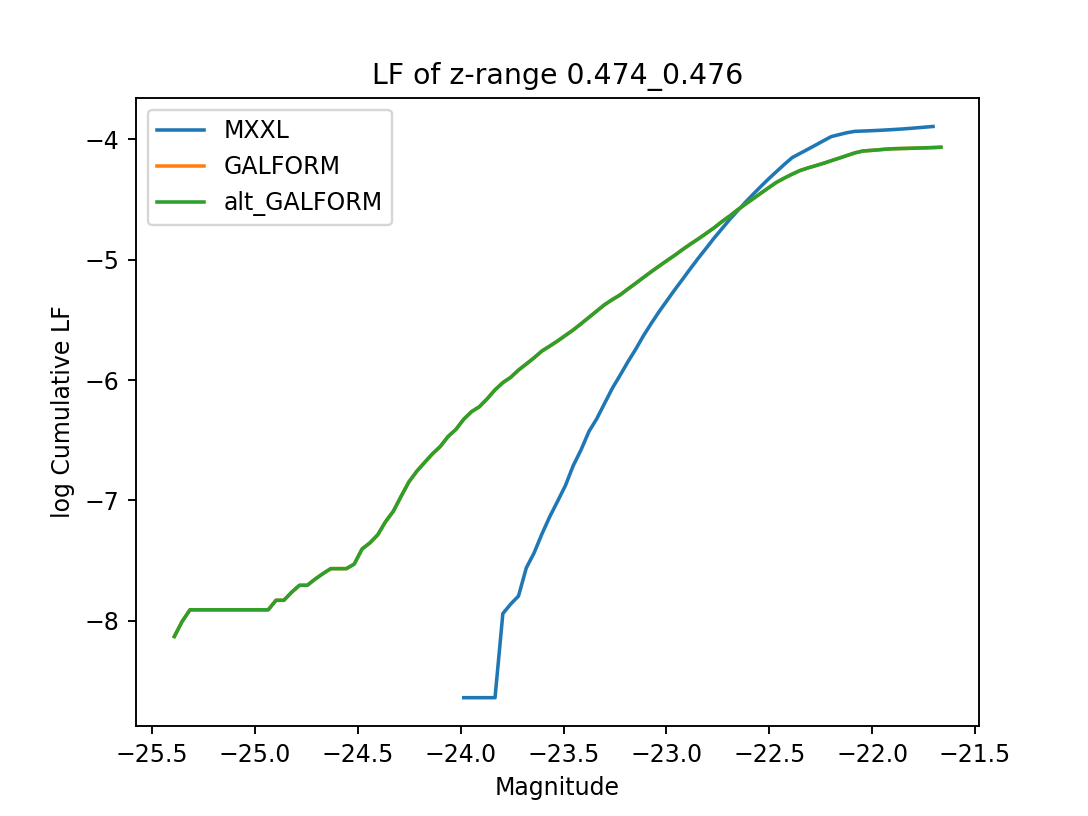 LF of z-range 0.474_0.476
MXXL
GALFORM
alt_GALFORM
log Cumulative LF
−4
−5
−6
−7
−8
−25.5 −25.0 −24.5 −24.0 −23.5 −23.0 −22.5 −22.0 −21.5
Magnitude